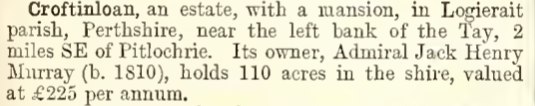 Croftinloan, an estate, with a mansion, in Logierait
parish, Perthshire, near the left bank of the Tay, 2
miles SE of Pitlochrie. Its owner, Admiral Jack Henry
Murray (b. 1810), holds 110 acres in the shire, valued
at £225 per annum.